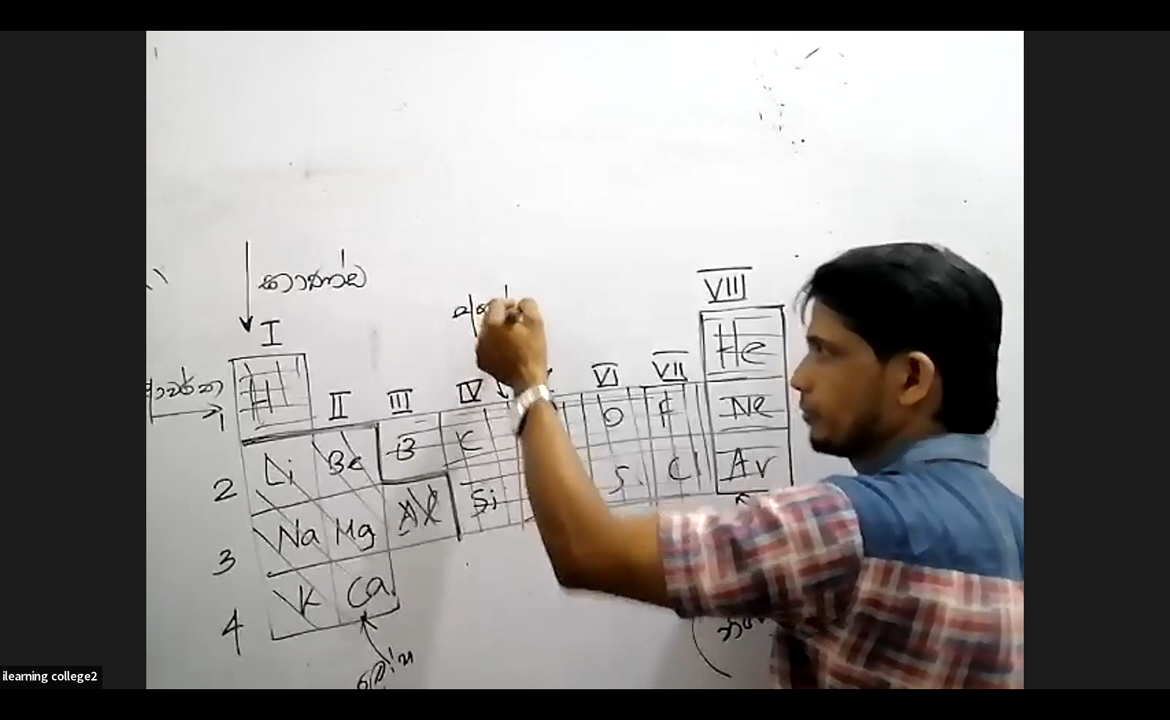 කාණ්ඩ
VIII
I
ආවර්තා
II
III
IV
VI
VII
1
H
He
2
Li Be B C O F Ne
3
Na Mg Al Si S Cl Ar
4
K Ca
ලෝහ
ilearning college2